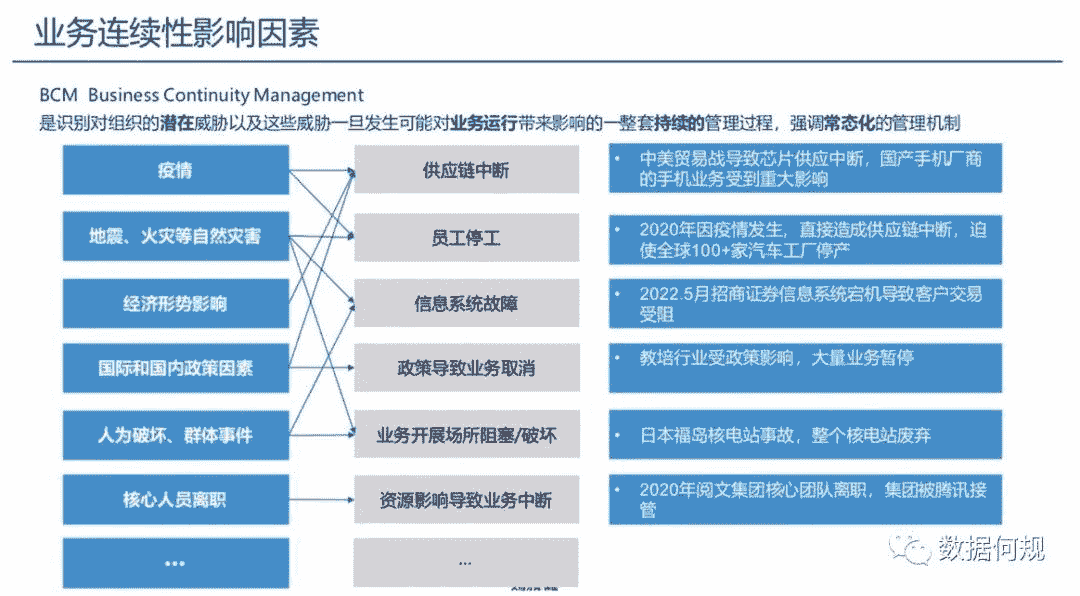 业务连续性影响因素
BCM Business Continuity Management
是识别对组织的潜在威胁以及这些威胁一旦发生可能对业务运行带来影响的一整套持续的管理过程，强调常态化的管理机制
疫情
供应链中断
• 中美贸易战导致芯片供应中断，国产手机厂商
的手机业务受到重大影响
地震、火灾等自然灾害
员工停工
• 2020年因疫情发生，直接造成供应链中断，迫
使全球100+家汽车工厂停产
经济形势影响
信息系统故障
• 2022.5月招商证券信息系统宕机导致客户交易
受阻
国际和国内政策因素
政策导致业务取消
• 教培行业受政策影响，大量业务暂停
人为破坏、群体事件
业务开展场所阻塞/破坏
• 日本福岛核电站事故，整个核电站废弃
核心人员离职
资源影响导致业务中断
• 2020年阅文集团核心团队离职，集团被腾讯接
管
...
...
数据何规